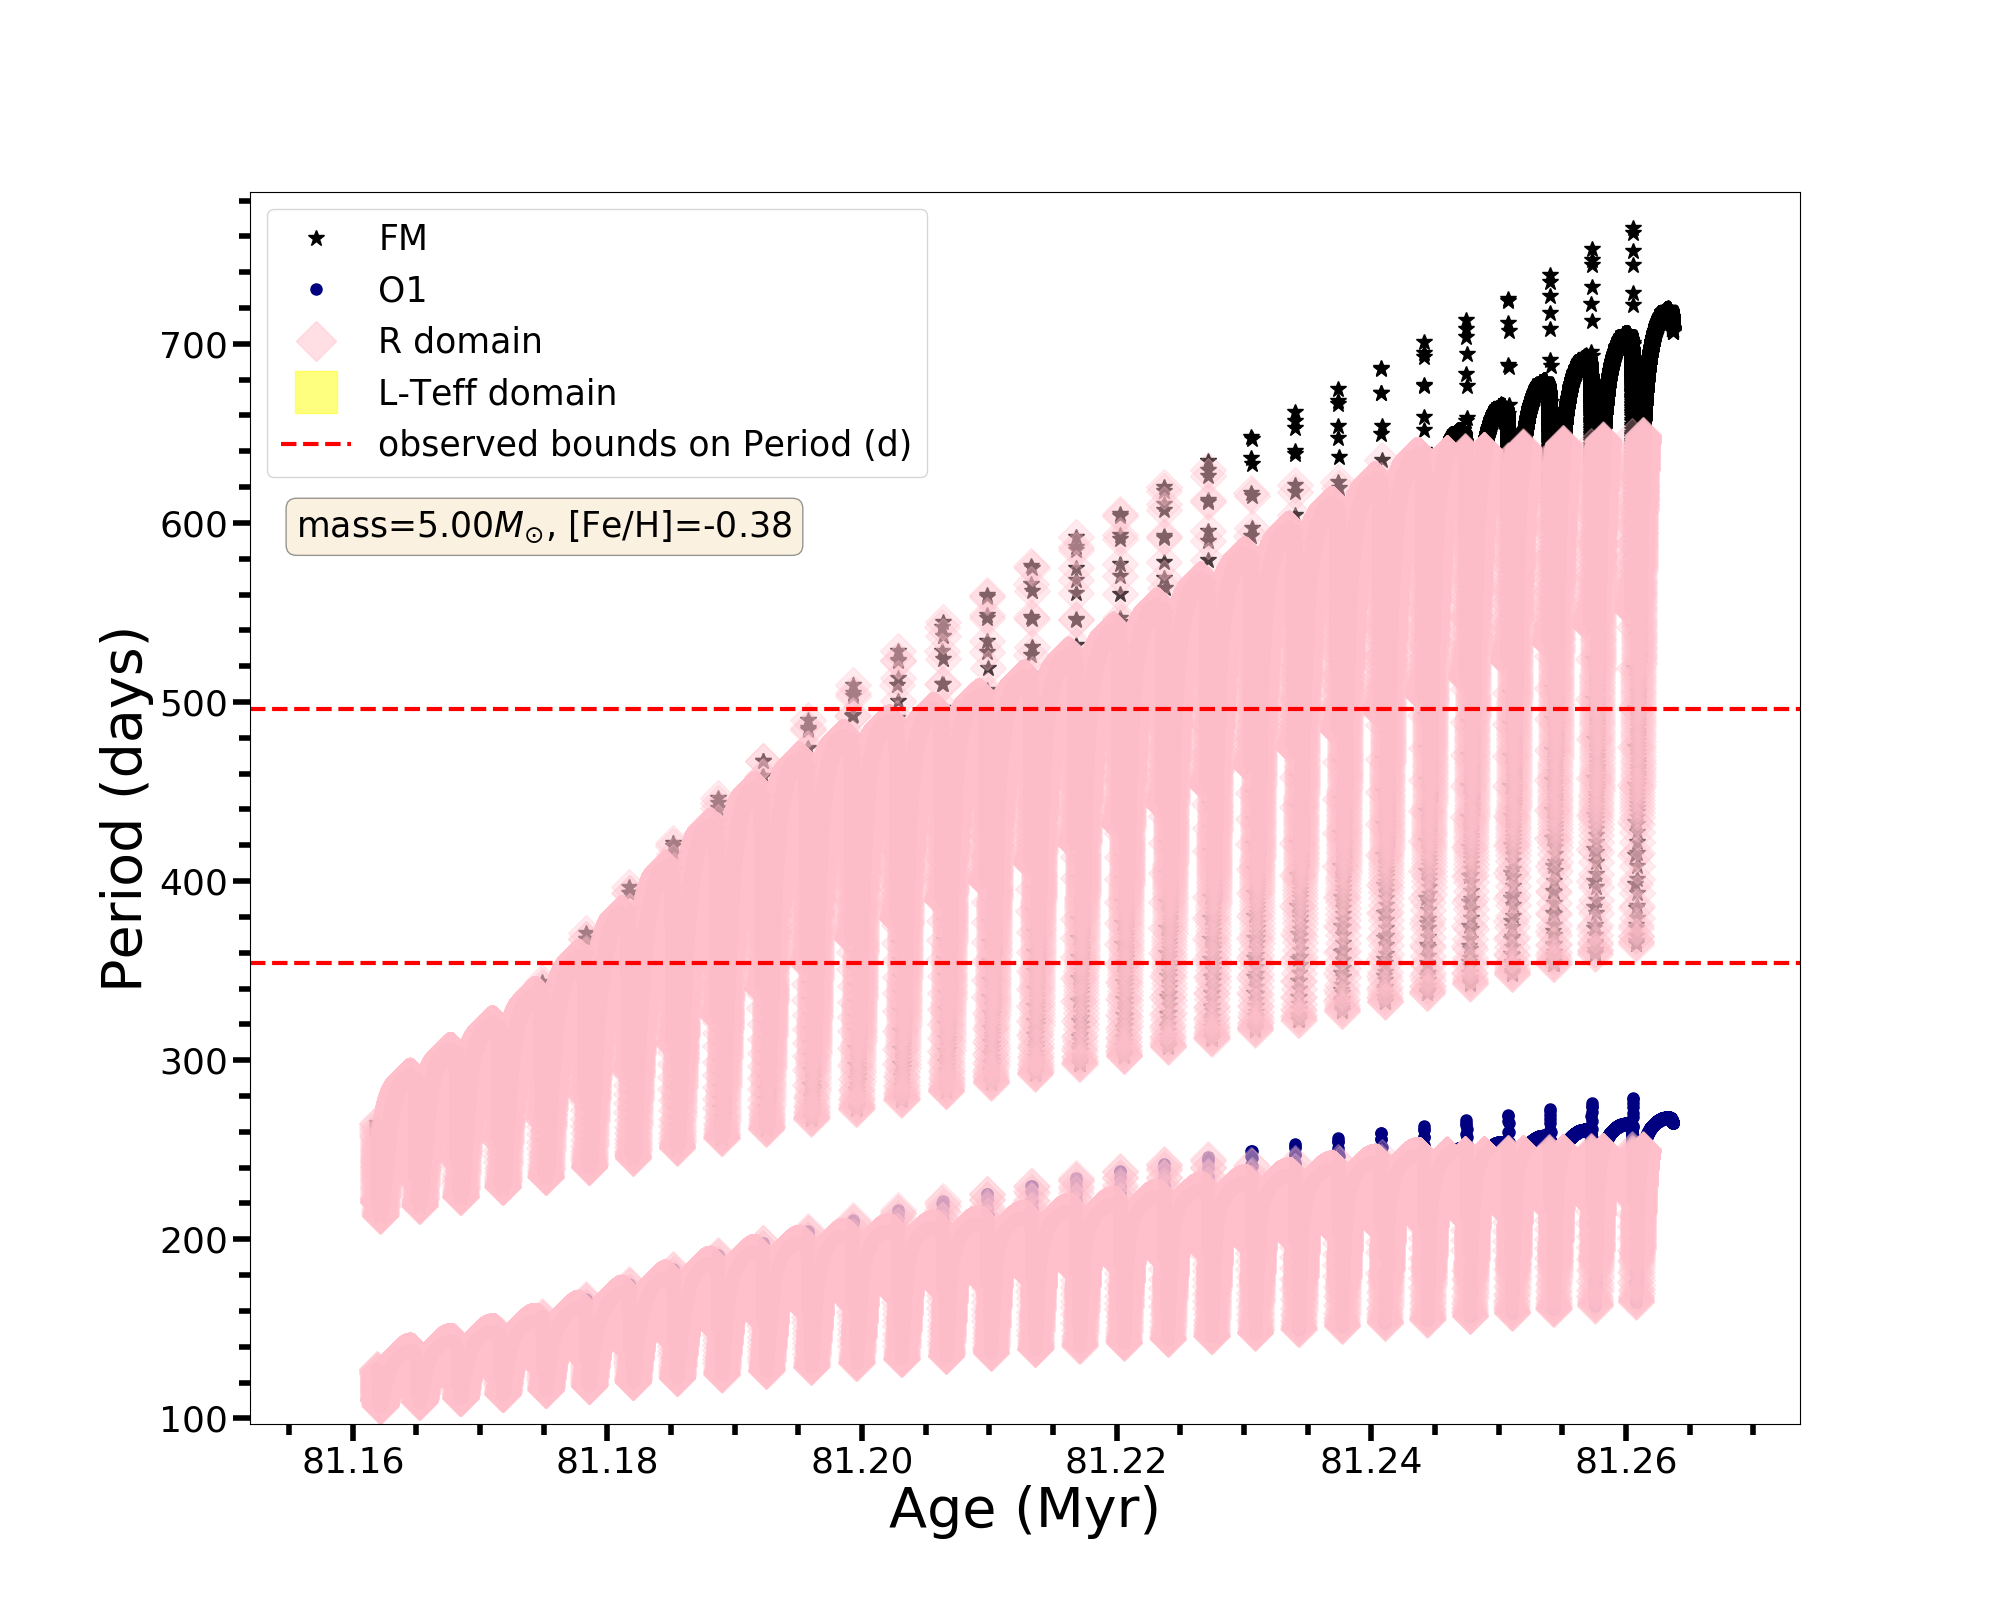 FM
O1
R domain
L-Teff domain
observed bounds on Period (d)
mass=5.00M☉, [Fe/H]=-0.38
700
600
500
400
300
200
100
Period (days)
81.16 81.18 81.20 81.22 81.24 81.26
Age (Myr)